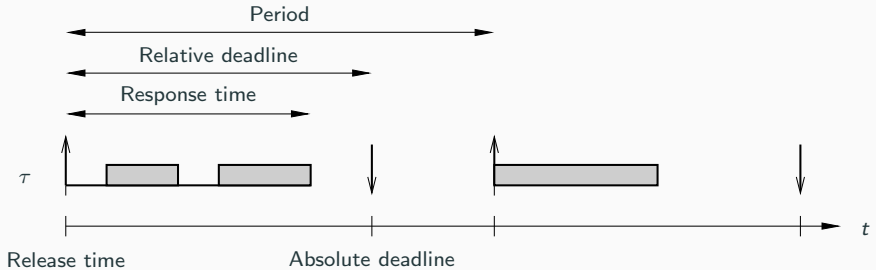 Period
Relative deadline
Response time
τ
t
Release time
Absolute deadline